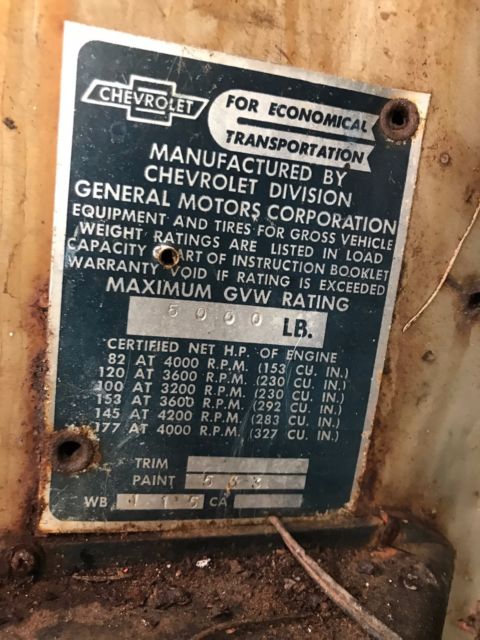 CHEVROLET
FOR ECONOMICAL
TRANSPORTATION
MANUFACTURED BY
CHEVROLET DIVISION
GENERAL MOTORS CORPORATION
EQUIPMENT AND TIRES FOR GROSS VEHICLE
WEIGHT RATINGS ARE LISTED IN LOAD
CAPACITY PART OF INSTRUCTION BOOKLET
WARRANTY VOID IF RATING IS EXCEEDED
MAXIMUM GVW RATING
5000 LB.
CERTIFIED NET H.P. OF ENGINE
82 AT 4000 R.P.M. (153 CU. IN.)
120 AT 3600 R.P.M. (230 CU. IN.)
100 AT 3200 R.P.M. (230 CU. IN.)
153 AT 3600 R.P.M. (292 CU. IN.)
145 AT 4200 R.P.M. (283 CU. IN.)
177 AT 4000 R.P.M. (327 CU. IN.)
TRIM
PAINT
WB 115 CA